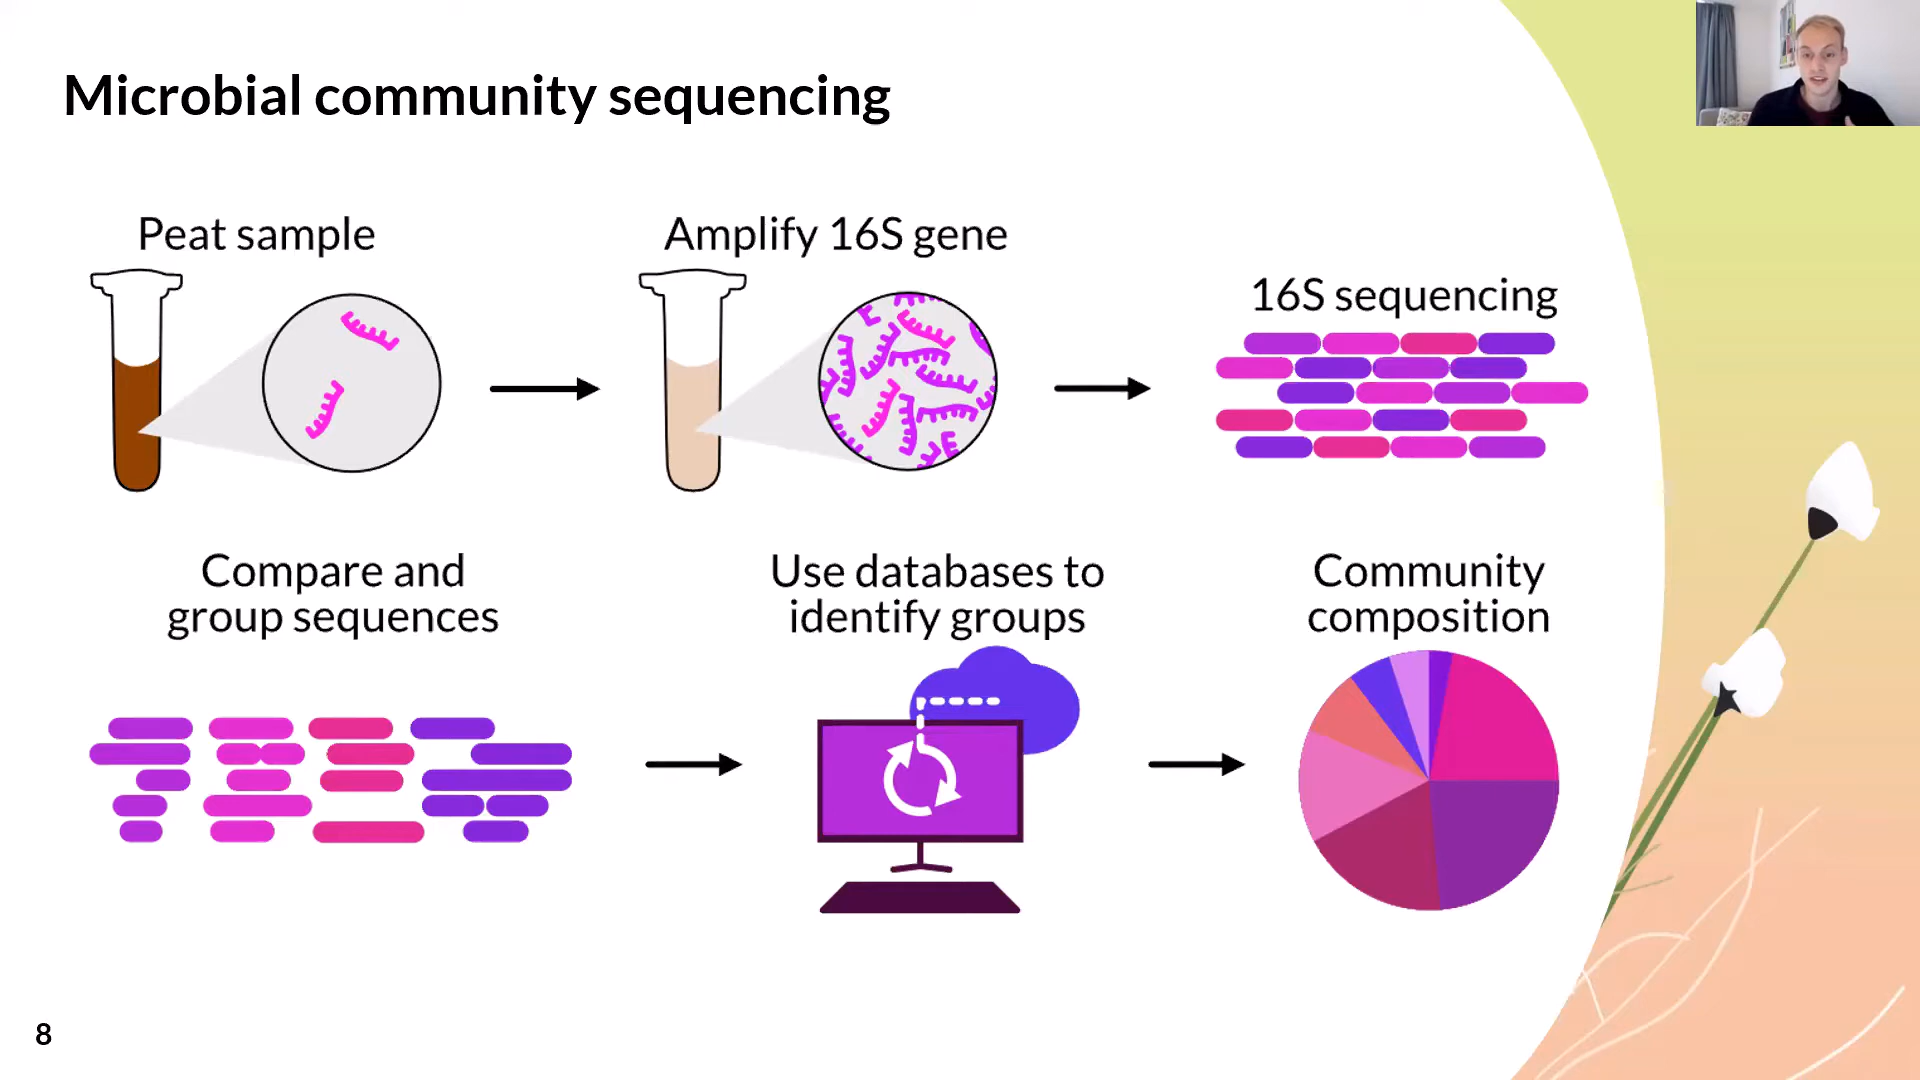 Microbial community sequencing
Peat sample
Amplify 16S gene
16S sequencing
Compare and
group sequences
Use databases to
identify groups
Community
composition
8